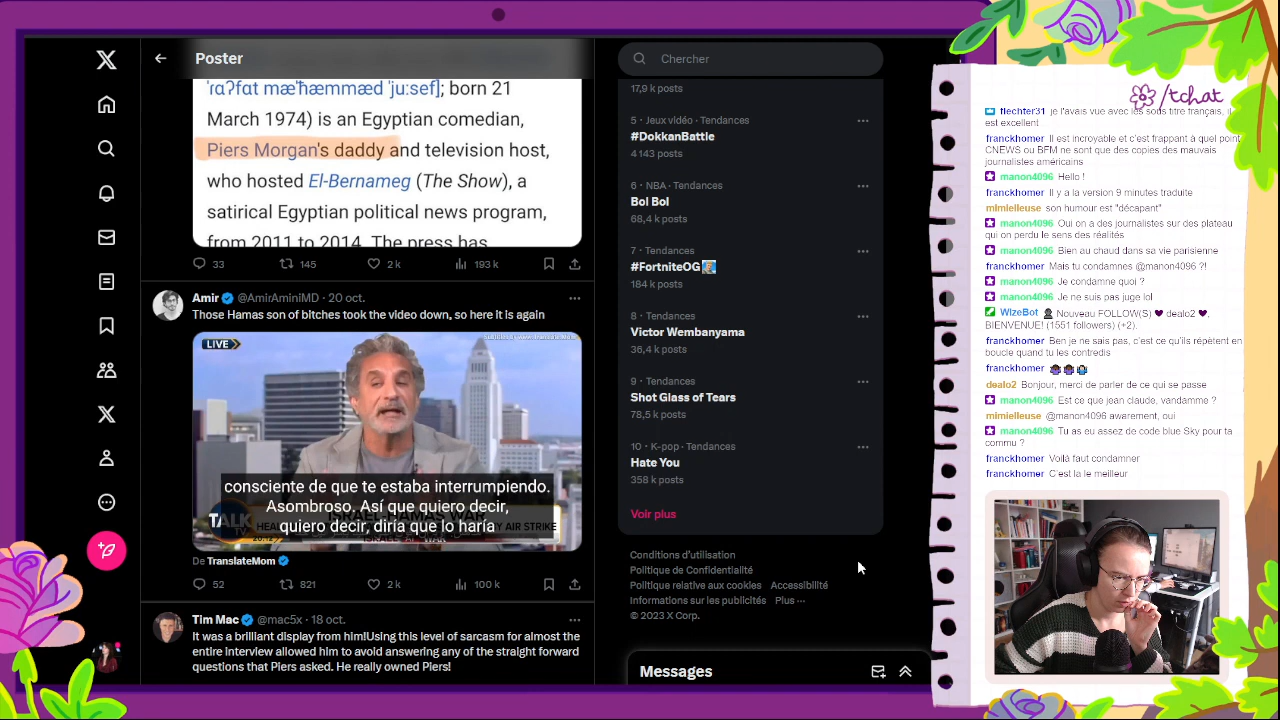 Poster
'rɑʔfɑt mæˈħæmmæd ˈjuːsef]; born 21
March 1974) is an Egyptian comedian,
Piers Morgan's daddy and television host,
who hosted El-Bernameg (The Show), a
satirical Egyptian political news program,
33
145
2 k
193 k
Amir @AmirAminiMD · 20 oct.
Those Hamas son of bitches took the video down, so here it is again
LIVE
consciente de que te estaba interrumpiendo.
Asombroso. Así que quiero decir,
quiero decir, diría que lo haría
De TranslateMom
52
821
2 k
100 k
Tim Mac @mac5x · 18 oct.
It was a brilliant display from him!Using this level of sarcasm for almost the
entire interview allowed him to avoid answering any of the straight forward
questions that Piers asked. He really owned Piers!
Chercher
17,9 k posts
5 · Jeux vidéo · Tendances
#DokkanBattle
4 143 posts
6 · NBA · Tendances
Bol Bol
68,4 k posts
7 · Tendances
#FortniteOG
184 k posts
8 · Tendances
Victor Wembanyama
36,4 k posts
9 · Tendances
Shot Glass of Tears
78,5 k posts
10 · K-pop · Tendances
Hate You
358 k posts
Voir plus
Conditions d'utilisation
Politique de Confidentialité
Politique relative aux cookies Accessibilité
Informations sur les publicités Plus ···
© 2023 X Corp.
Messages
/tchat
flechter31 je l'avais vue avec les sous titre français, il
est excellent
franckhomer Il est incroyable et c'est frappant à quel point
CNEWS ou BFM ne sont que des copies des mauvais
journalistes américains
manon4096 Hello !
franckhomer Il y a la version 9 minutes traduite
mimielleuse son humour est "décapant"
manon4096 Oui on a des journalistes sur des plateau
qui on perdu le sens des réalités
manon4096 Bien au chaud dans sa vie parisienne
franckhomer Mais tu condamnes @manon4096 ?!
manon4096 Je condamne quoi ?
manon4096 Je ne suis pas juge lol
WizeBot Nouveau FOLLOW(S) ♥ dealo2 ♥,
BIENVENUE! (1551 followers) (+2).
franckhomer Ben je ne sais pas, c'est ce qu'ils répètent en
boucle quand tu les contredis
franckhomer
dealo2 Bonjour, merci de parler de ce qui se passe
manon4096 Est ce que jean claude, vandamme ?
mimielleuse @manon4096 awarement, oui
manon4096 Tu as eu assez de code blue Sky pour ta
commu ?
franckhomer Voilà faut condamner
franckhomer C'est la le meilleur